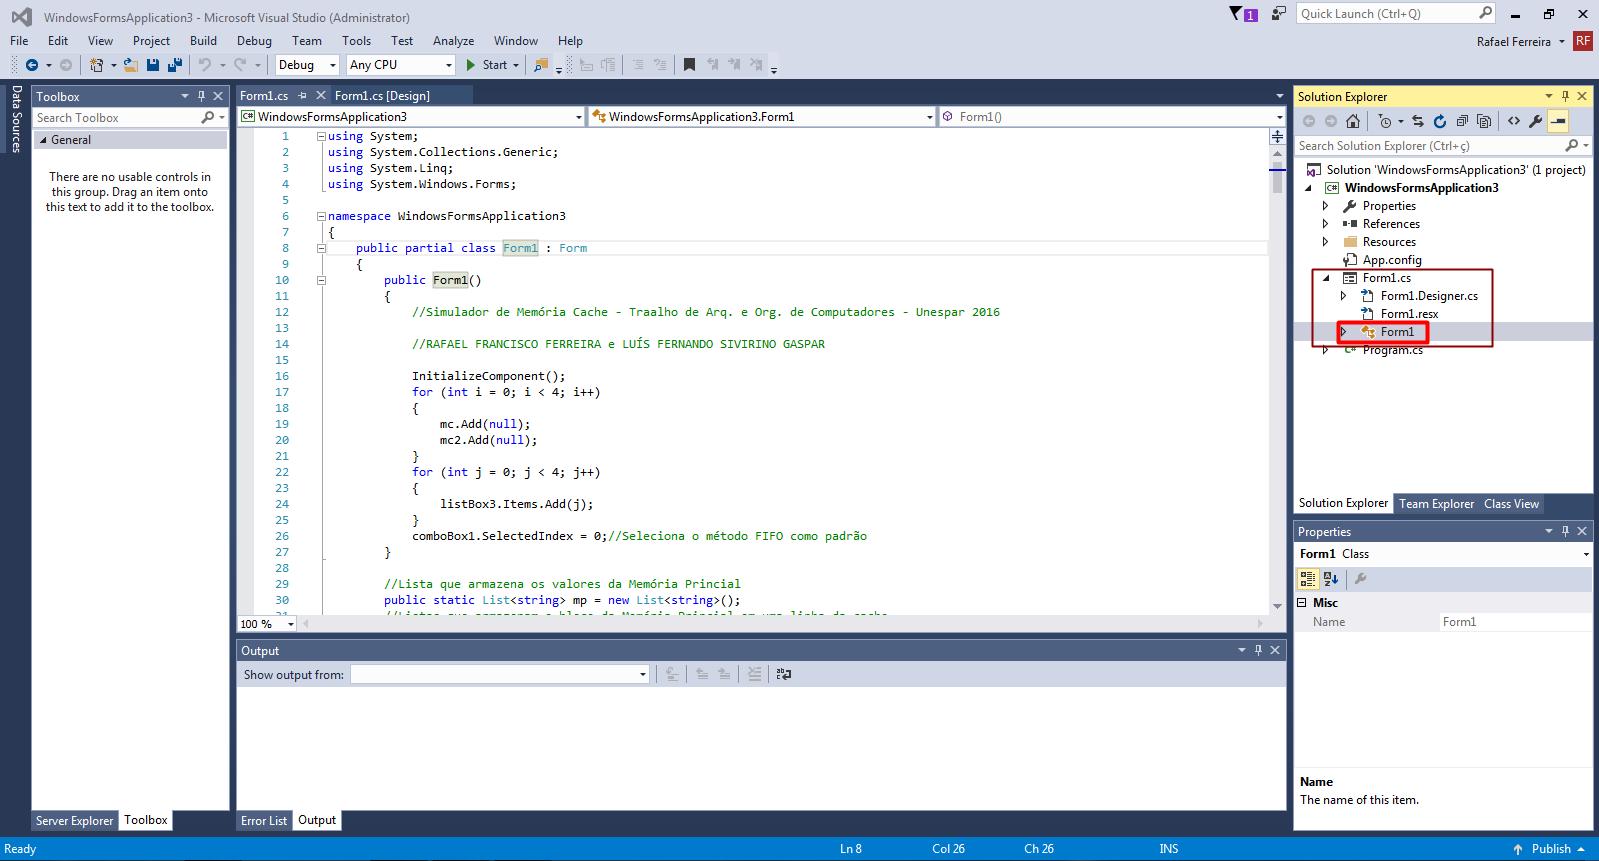 WindowsFormsApplication3 - Microsoft Visual Studio (Administrator)
1
Quick Launch (Ctrl+Q)
File Edit View Project Build Debug Team Tools Test Analyze Window Help
Rafael Ferreira RF
Debug Any CPU Start
Data Sources
Toolbox
Search Toolbox
General
There are no usable controls in
this group. Drag an item onto
this text to add it to the toolbox.
Server Explorer Toolbox
Form1.cs Form1.cs [Design]
C# WindowsFormsApplication3 WindowsFormsApplication3.Form1 Form1()
1 using System;
2 using System.Collections.Generic;
3 using System.Linq;
4 using System.Windows.Forms;
5
6 namespace WindowsFormsApplication3
7 {
8 public partial class Form1 : Form
9 {
10 public Form1()
11 {
12 //Simulador de Memória Cache - Traalho de Arq. e Org. de Computadores - Unespar 2016
13
14 //RAFAEL FRANCISCO FERREIRA e LUÍS FERNANDO SIVIRINO GASPAR
15
16 InitializeComponent();
17 for (int i = 0; i < 4; i++)
18 {
19 mc.Add(null);
20 mc2.Add(null);
21 }
22 for (int j = 0; j < 4; j++)
23 {
24 listBox3.Items.Add(j);
25 }
26 comboBox1.SelectedIndex = 0;//Seleciona o método FIFO como padrão
27 }
28
29 //Lista que armazena os valores da Memória Princial
30 public static List<string> mp = new List<string>();
100 %
Output
Show output from:
Error List Output
Solution Explorer
Search Solution Explorer (Ctrl+ç)
Solution 'WindowsFormsApplication3' (1 project)
C# WindowsFormsApplication3
Properties
References
Resources
App.config
Form1.cs
Form1.Designer.cs
Form1.resx
Form1
C# Program.cs
Solution Explorer Team Explorer Class View
Properties
Form1 Class
Misc
Name Form1
Name
The name of this item.
Ready Ln 8 Col 26 Ch 26 INS Publish